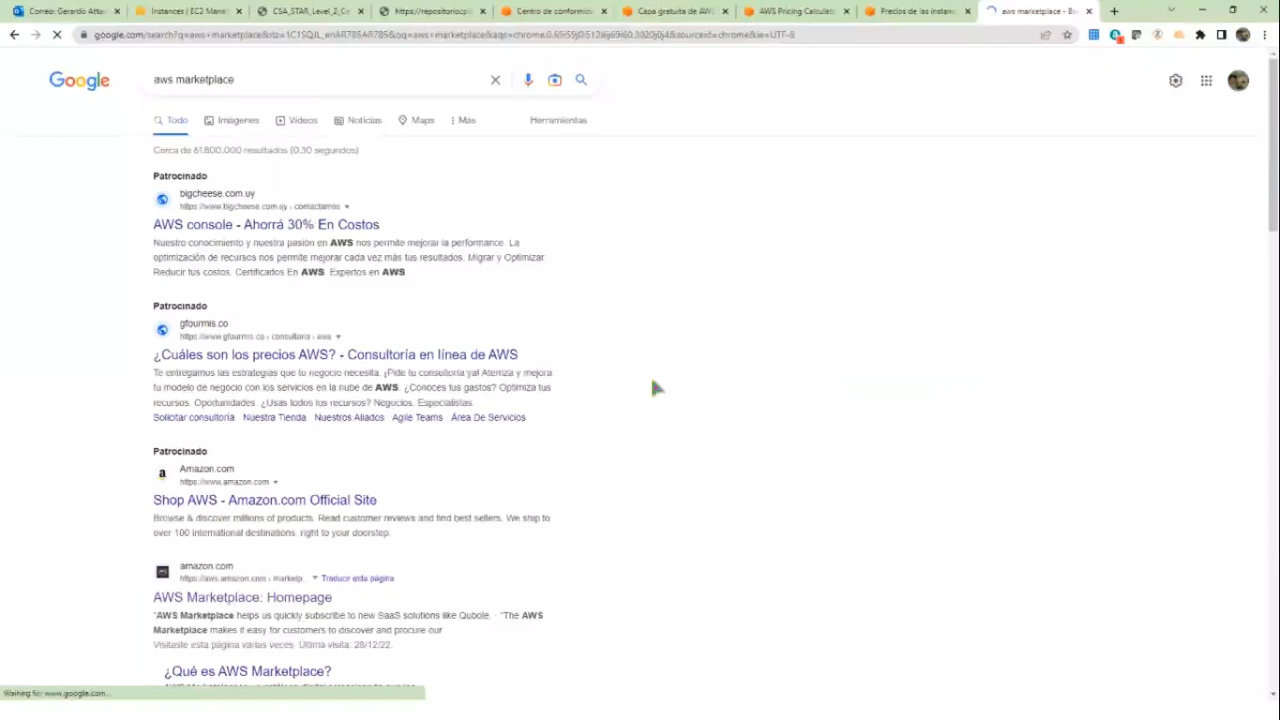 Correo: Gerardo Attar
Instances | EC2 Manag
CSA_STAR_Level_2_Ce
https://repositoriocp
Centro de conformid
Capa gratuita de AW
AWS Pricing Calculato
Precios de las instanc
aws marketplace - Bu
Google
aws marketplace
Todo
Imágenes
Videos
Noticias
Maps
Más
Herramientas
Cerca de 61.800.000 resultados (0,30 segundos)
Patrocinado
bigcheese.com.uy
https://www.bigcheese.com.uy › contactarnos
AWS console - Ahorrá 30% En Costos
Nuestro conocimiento y nuestra pasión en AWS nos permite mejorar la performance. La
optimización de recursos nos permite mejorar cada vez más tus resultados. Migrar y Optimizar
Reducir tus costos. Certificados En AWS. Expertos en AWS
Patrocinado
gfourmis.co
https://www.gfourmis.co › consultoria › aws
¿Cuáles son los precios AWS? - Consultoría en línea de AWS
Te entregamos las estrategias que tu negocio necesita. ¡Pide tu consultoría ya! Aterriza y mejora
tu modelo de negocio con los servicios en la nube de AWS. ¿Conoces tus gastos? Optimiza tus
recursos. Oportunidades. ¿Usas todos los recursos? Negocios. Especialistas.
Solicitar consultoría Nuestra Tienda Nuestros Aliados Agile Teams Área De Servicios
Patrocinado
Amazon.com
https://www.amazon.com
Shop AWS - Amazon.com Official Site
Browse & discover millions of products. Read customer reviews and find best sellers. We ship to
over 100 international destinations, right to your doorstep.
amazon.com
https://aws.amazon.com › marketp... Traducir esta página
AWS Marketplace: Homepage
"AWS Marketplace helps us quickly subscribe to new SaaS solutions like Qubole. · "The AWS
Marketplace makes it easy for customers to discover and procure our
Visitaste esta página varias veces. Última visita: 28/12/22.
¿Qué es AWS Marketplace?
Waiting for www.google.com...